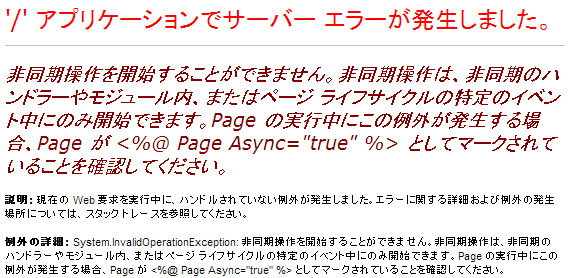 '/' アプリケーションでサーバー エラーが発生しました。
非同期操作を開始することができません。非同期操作は、非同期のハ
ンドラーやモジュール内、またはページ ライフサイクルの特定のイベン
ト中にのみ開始できます。Page の実行中にこの例外が発生する場
合、Page が <%@ Page Async="true" %> としてマークされて
いることを確認してください。
説明: 現在の Web 要求を実行中に、ハンドルされていない例外が発生しました。エラーに関する詳細および例外の発生
場所については、スタック トレースを参照してください。
例外の詳細: System.InvalidOperationException: 非同期操作を開始することができません。非同期操作は、非同期のハ
ンドラーやモジュール内、またはページ ライフサイクルの特定のイベント中にのみ開始できます。Page の実行中にこの
例外が発生する場合、Page が <%@ Page Async="true" %> としてマークされていることを確認してください。